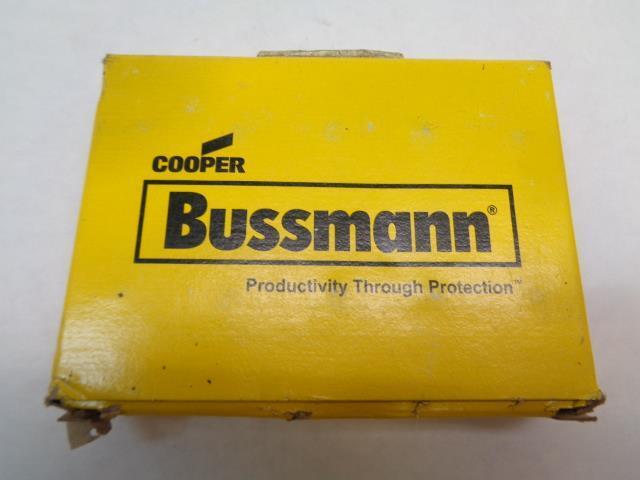 COOPER
Bussmann®
Productivity Through Protection™